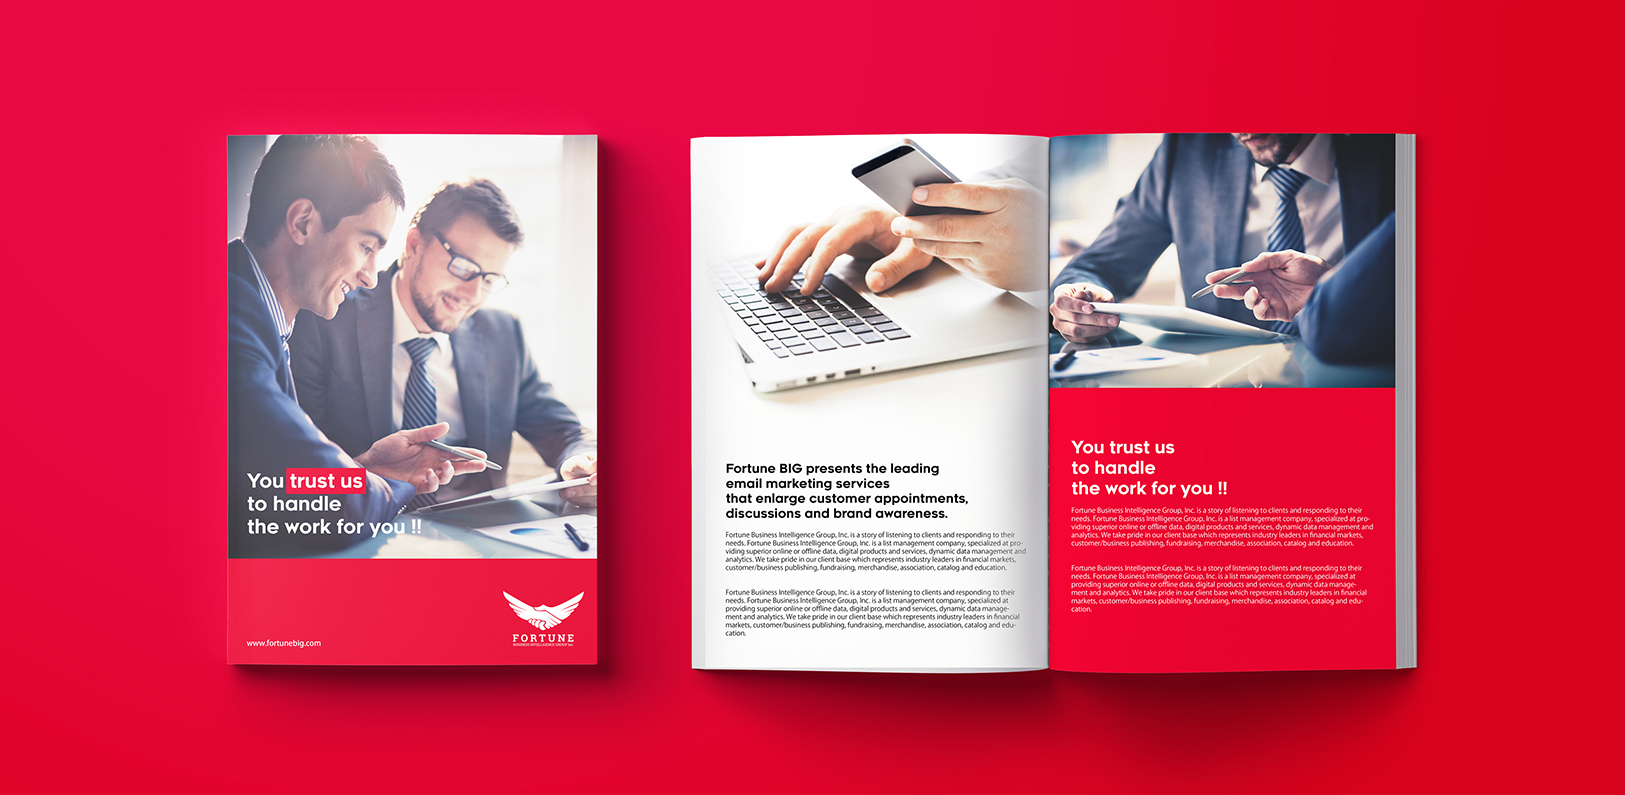 You trust us
to handle
the work for you !!
www.fortunebig.com
FORTUNE
BUSINESS INTELLIGENCE GROUP Inc
Fortune BIG presents the leading
email marketing services
that enlarge customer appointments,
discussions and brand awareness.
Fortune Business Intelligence Group, Inc. is a story of listening to clients and responding to their
needs. Fortune Business Intelligence Group, Inc. is a list management company, specialized at pro-
viding superior online or offline data, digital products and services, dynamic data management and
analytics. We take pride in our client base which represents industry leaders in financial markets,
customer/business publishing, fundraising, merchandise, association, catalog and education.
Fortune Business Intelligence Group, Inc. is a story of listening to clients and responding to their
needs. Fortune Business Intelligence Group, Inc. is a list management company, specialized at
providing superior online or offline data, digital products and services, dynamic data manage-
ment and analytics. We take pride in our client base which represents industry leaders in financial
markets, customer/business publishing, fundraising, merchandise, association, catalog and edu-
cation.
You trust us
to handle
the work for you !!
Fortune Business Intelligence Group, Inc. is a story of listening to clients and responding to their
needs. Fortune Business Intelligence Group, Inc. is a list management company, specialized at pro-
viding superior online or offline data, digital products and services, dynamic data management and
analytics. We take pride in our client base which represents industry leaders in financial markets,
customer/business publishing, fundraising, merchandise, association, catalog and education.
Fortune Business Intelligence Group, Inc. is a story of listening to clients and responding to their
needs. Fortune Business Intelligence Group, Inc. is a list management company, specialized at
providing superior online or offline data, digital products and services, dynamic data manage-
ment and analytics. We take pride in our client base which represents industry leaders in financial
markets, customer/business publishing, fundraising, merchandise, association, catalog and edu-
cation.